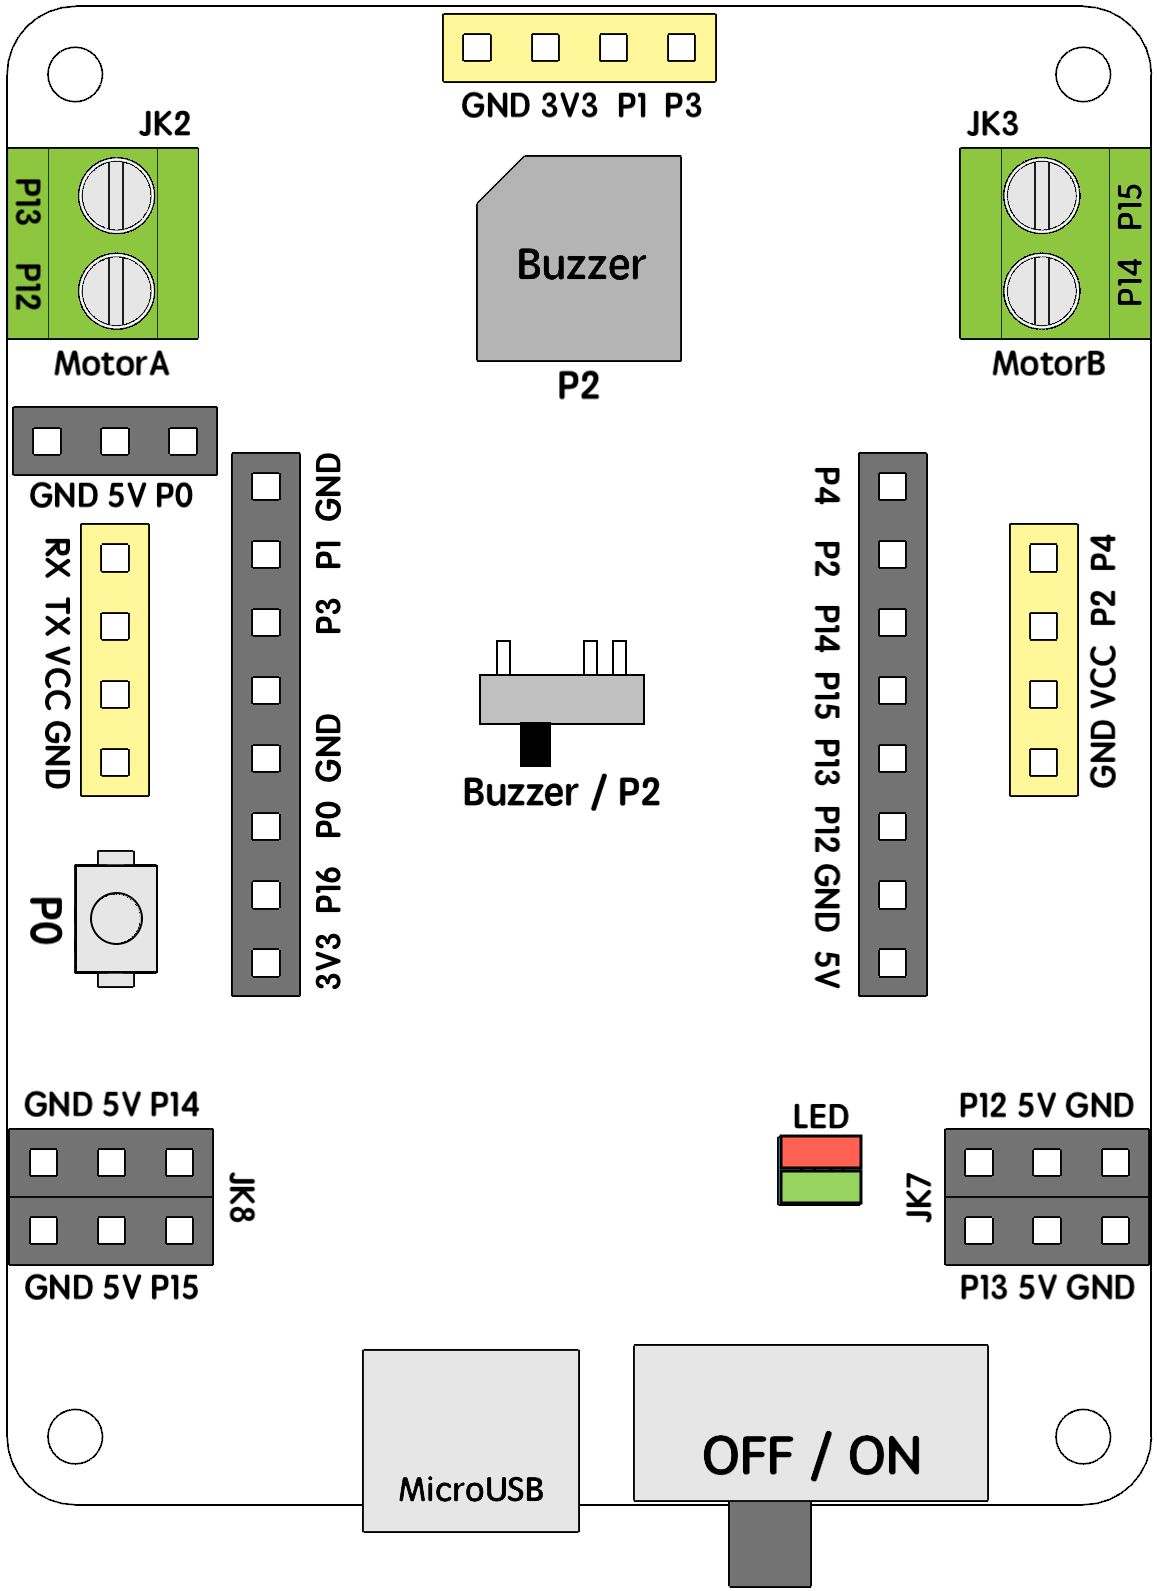 GND 3V3 P1 P3
JK2
JK3
P13
P12
P15
P14
Buzzer
MotorA
MotorB
P2
GND 5V P0
RX TX VCC GND
GND
P1
P3
GND
P0
P16
3V3
Buzzer / P2
P4
P2
P14
P15
P13
P12
GND
5V
GND VCC P2 P4
P0
GND 5V P14
JK8
GND 5V P15
LED
P12 5V GND
JK7
P13 5V GND
MicroUSB
OFF / ON